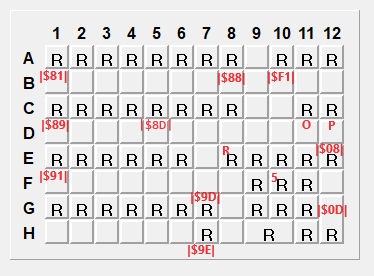 1 2 3 4 5 6 7 8 9 10 11 12
A R R R R R R R R R R R
|$81| |$88| |$F1|
B
C R R R R R R R R R R
|$89| |$8D| O P
D
E R R R R R R R R R R R R |$08|
|$91| 5
F R R R
|$9D|
G R R R R R R R R R R R |$0D|
H R R R R
|$9E|